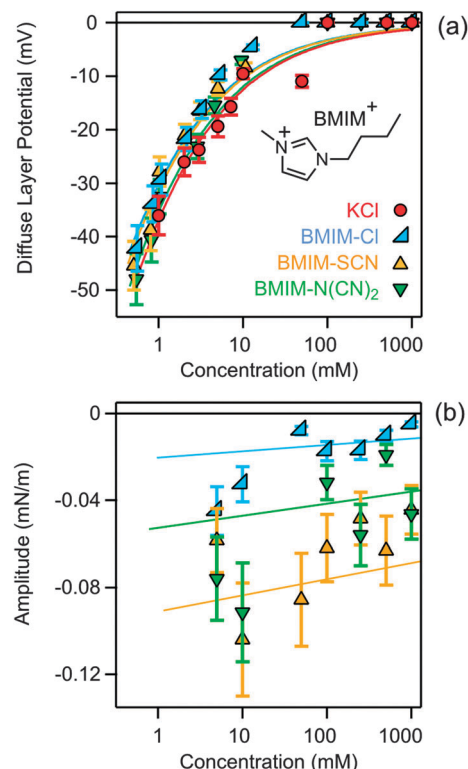 (a)
0
-10
-20
-30
-40
-50
Diffuse Layer Potential (mV)
BMIM+
+
N
N
KCl
BMIM-Cl
BMIM-SCN
BMIM-N(CN)2
1
10
100
1000
Concentration (mM)
(b)
0
-0.04
-0.08
-0.12
Amplitude (mN/m)
1
10
100
1000
Concentration (mM)